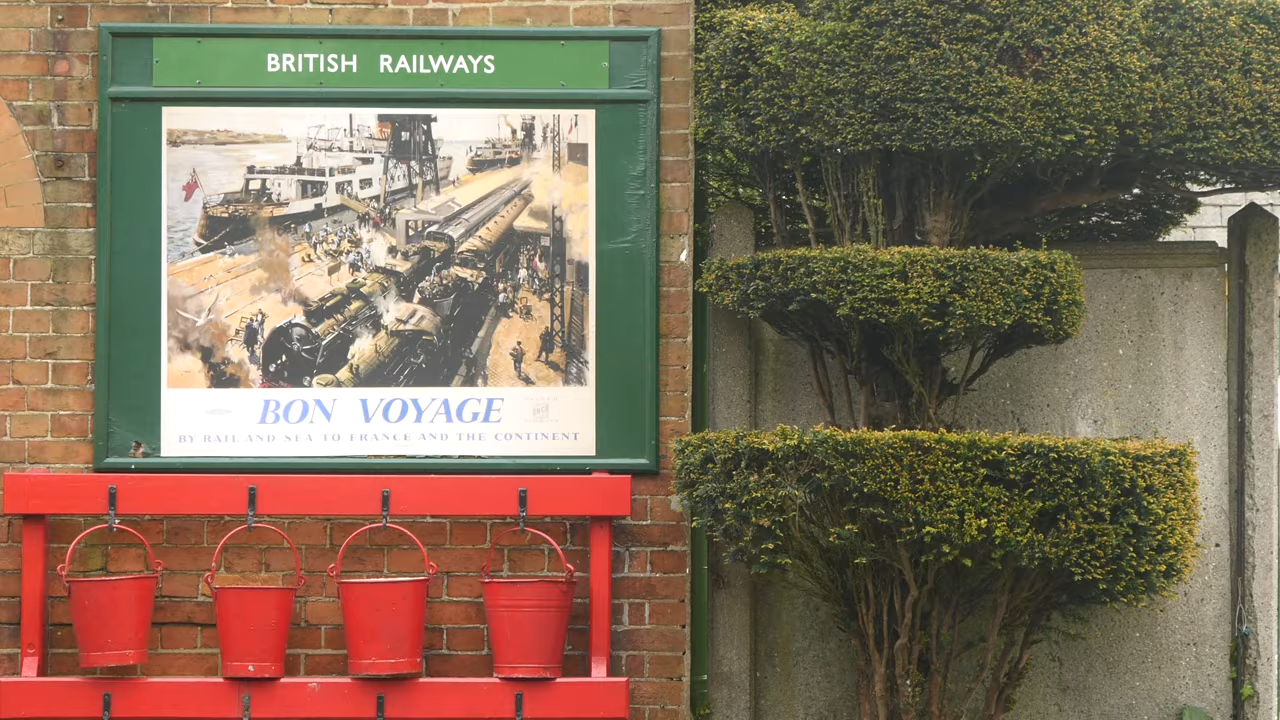 BRITISH RAILWAYS
BON VOYAGE
BY RAIL AND SEA TO FRANCE AND THE CONTINENT